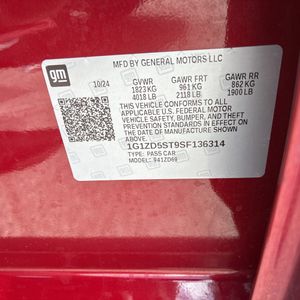 MFD BY GENERAL MOTORS LLC
gm
10/24 GVWR GAWR FRT GAWR RR
1823 KG 961 KG 862 KG
4018 LB 2118 LB 1900 LB
THIS VEHICLE CONFORMS TO ALL
APPLICABLE U.S. FEDERAL MOTOR
VEHICLE SAFETY, BUMPER, AND THEFT
PREVENTION STANDARDS IN EFFECT
ON THE DATE OF MANUFACTURE
SHOWN ABOVE.
1G1ZD5ST9SF136314
TYPE: PASS CAR
MODEL: 941ZD69